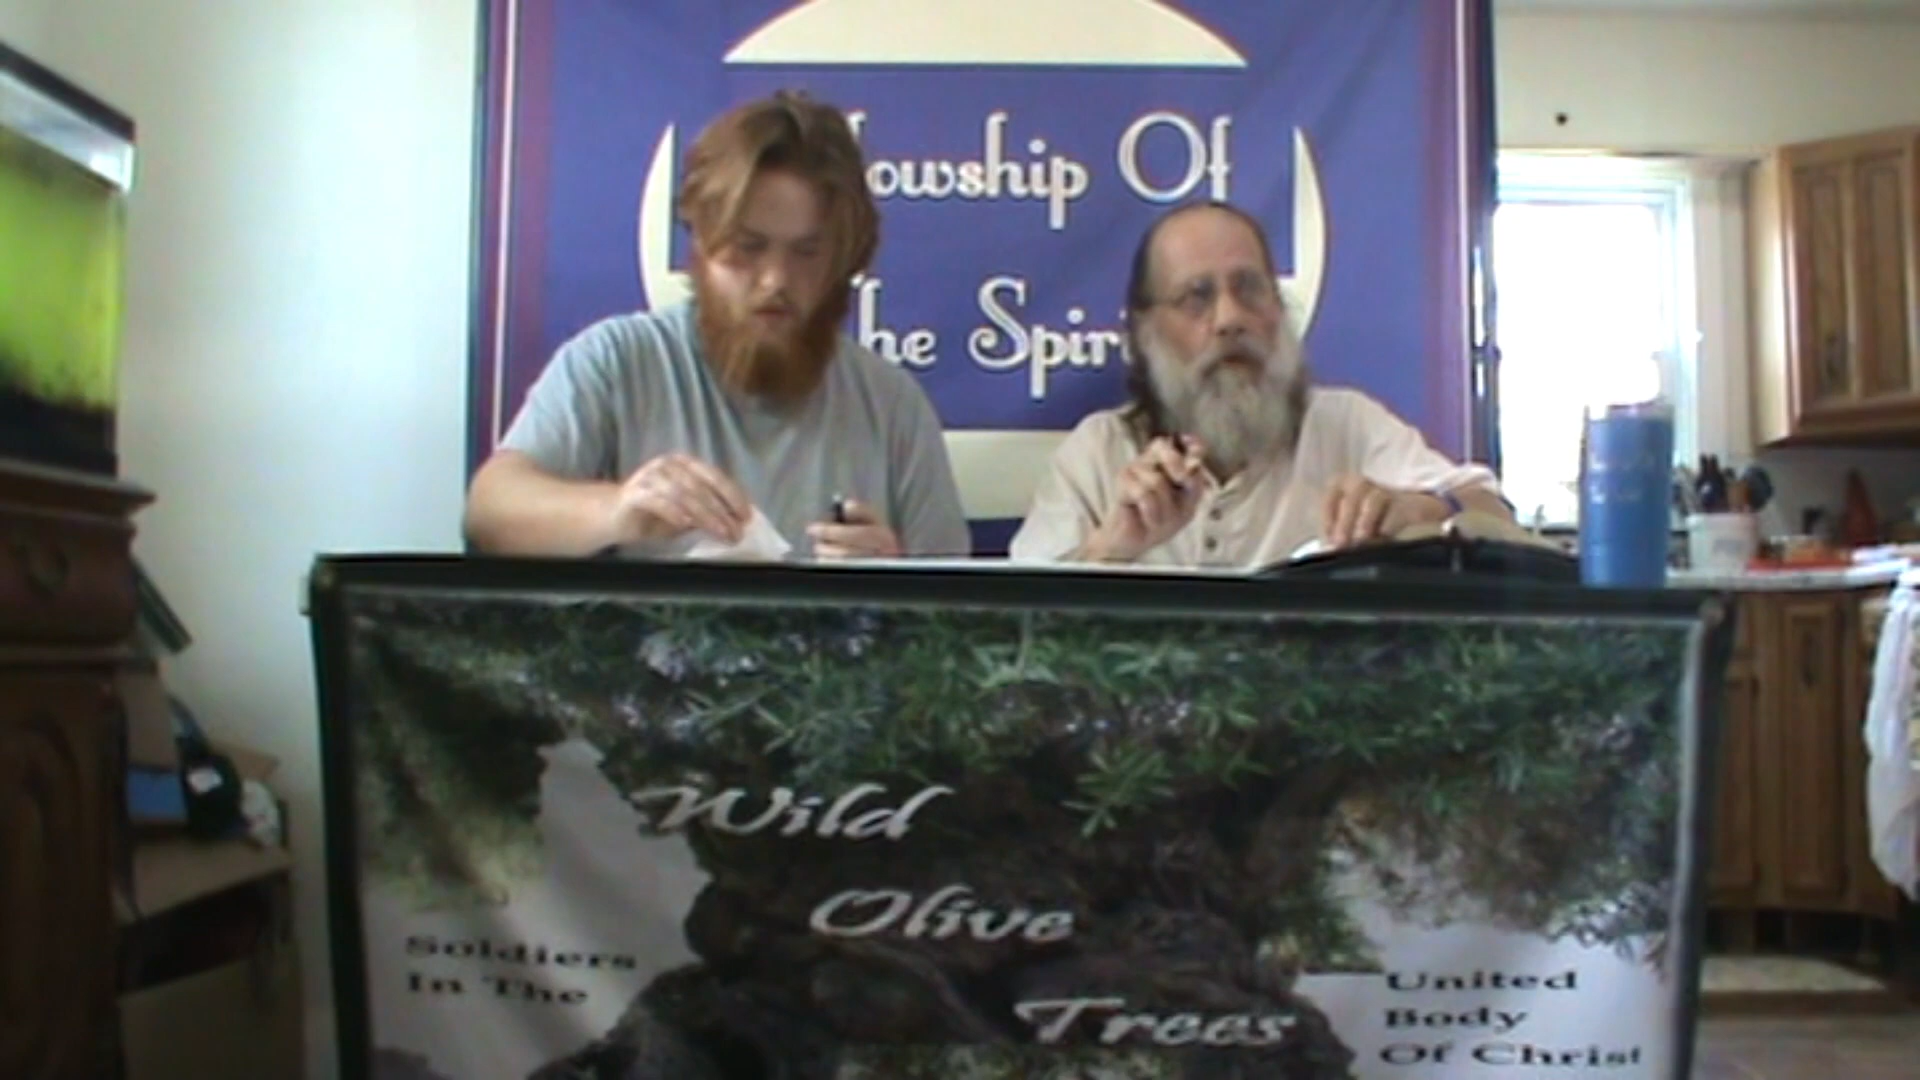 lowship Of
he Spiri
Wild
Olive
Trees
Soldiers
In The
United
Body
Of Christ